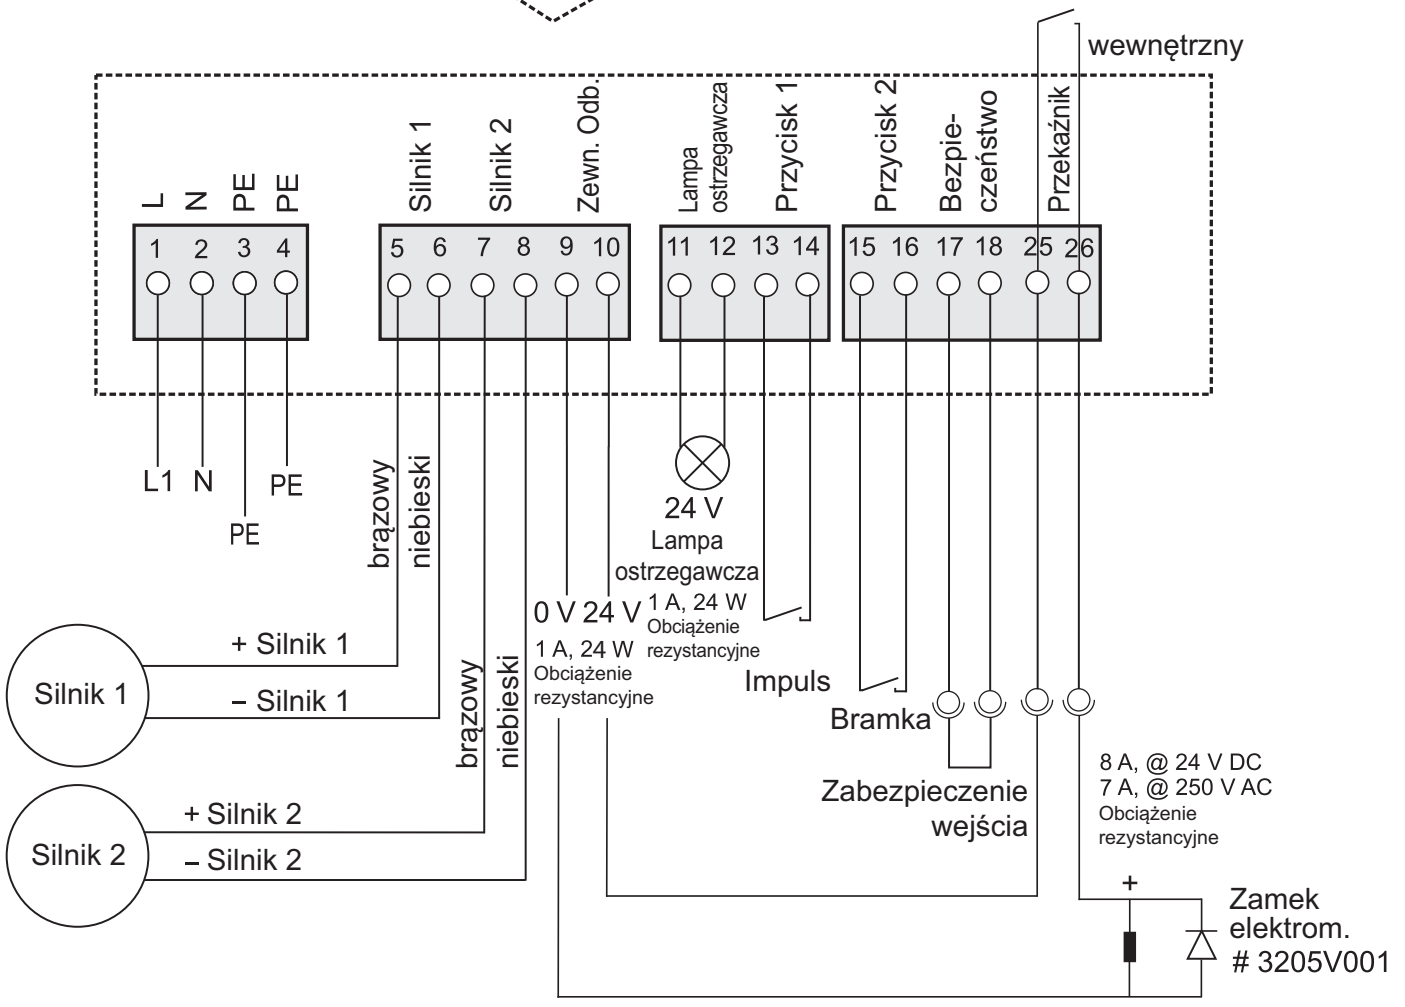 wewnętrzny
L
N
PE
PE
Silnik 1
Silnik 2
Zewn. Odb.
Lampa
ostrzegawcza
Przycisk 1
Przycisk 2
Bezpie-
czeństwo
Przekaźnik
1 2 3 4
5 6 7 8 9 10
11 12 13 14
15 16 17 18 25 26
L1 N PE
PE
brązowy
niebieski
24 V
Lampa
ostrzegawcza
1 A, 24 W
Obciążenie
rezystancyjne
0 V 24 V
1 A, 24 W
Obciążenie
rezystancyjne
brązowy
niebieski
Impuls
Bramka
Zabezpieczenie
wejścia
8 A, @ 24 V DC
7 A, @ 250 V AC
Obciążenie
rezystancyjne
Silnik 1
+ Silnik 1
– Silnik 1
Silnik 2
+ Silnik 2
– Silnik 2
+
Zamek
elektrom.
# 3205V001